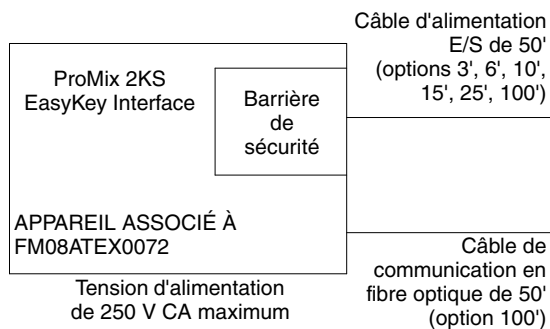 Câble d'alimentation
E/S de 50'
(options 3', 6', 10',
15', 25', 100')
ProMix 2KS
EasyKey Interface
Barrière
de
sécurité
APPAREIL ASSOCIÉ À
FM08ATEX0072
Câble de
communication en
fibre optique de 50'
(option 100')
Tension d'alimentation
de 250 V CA maximum